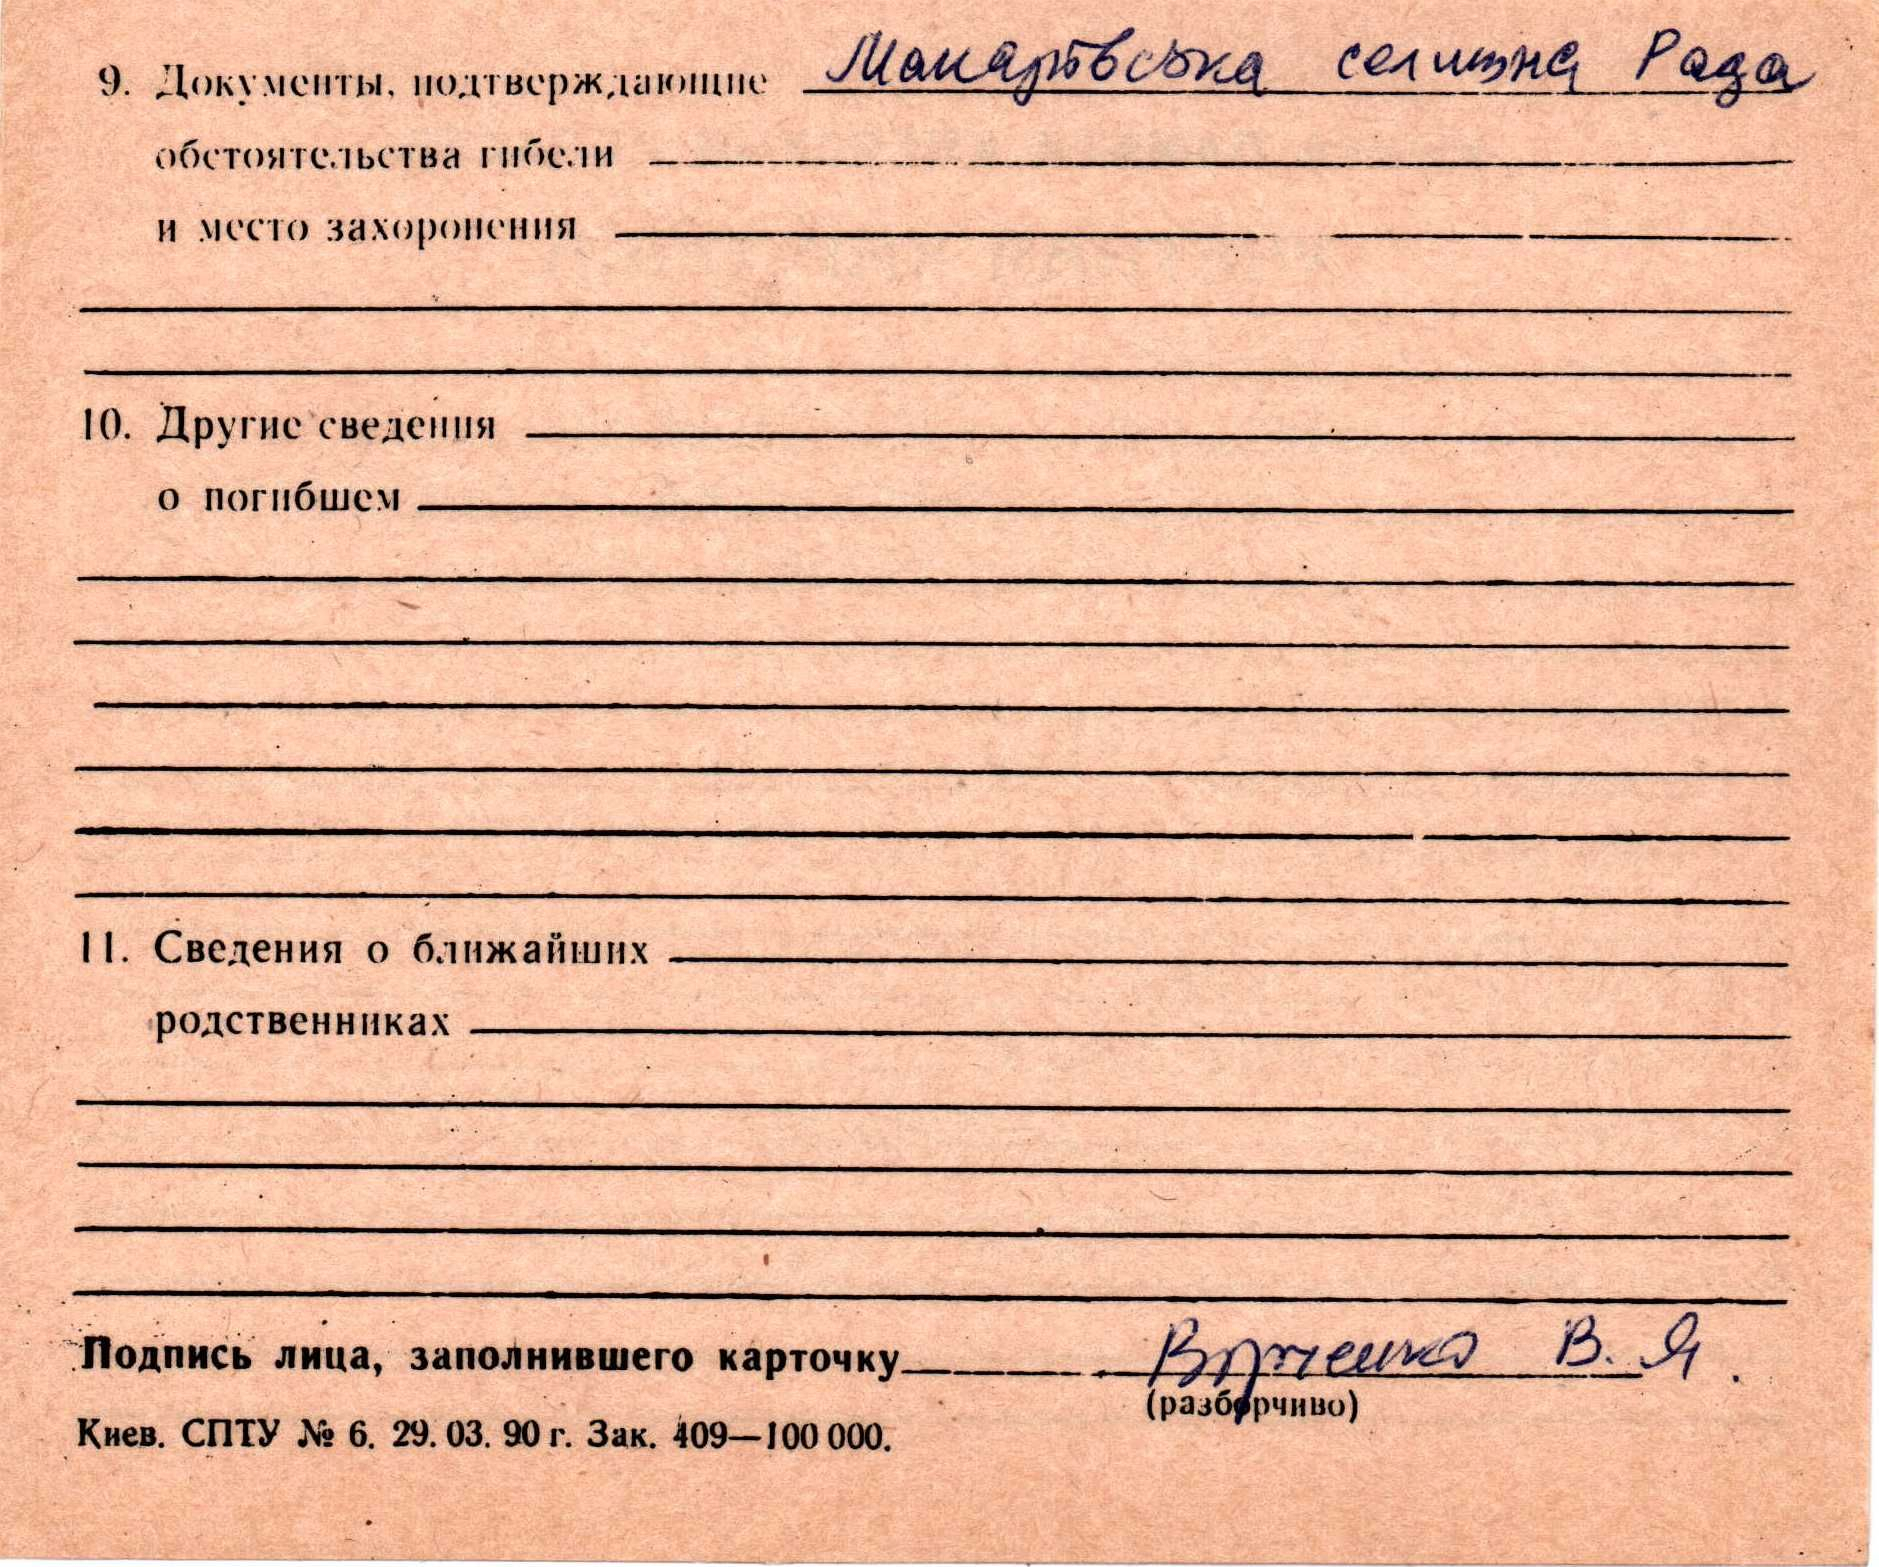 9. Документы, подтверждающие Макарівська селищна Рада
обстоятельства гибели
и место захоронения
10. Другие сведения
о погибшем
11. Сведения о ближайших
родственниках
Подпись лица, заполнившего карточку В. Я.
(разборчиво)
Киев. СПТУ № 6. 29. 03. 90 г. Зак. 409—100 000.